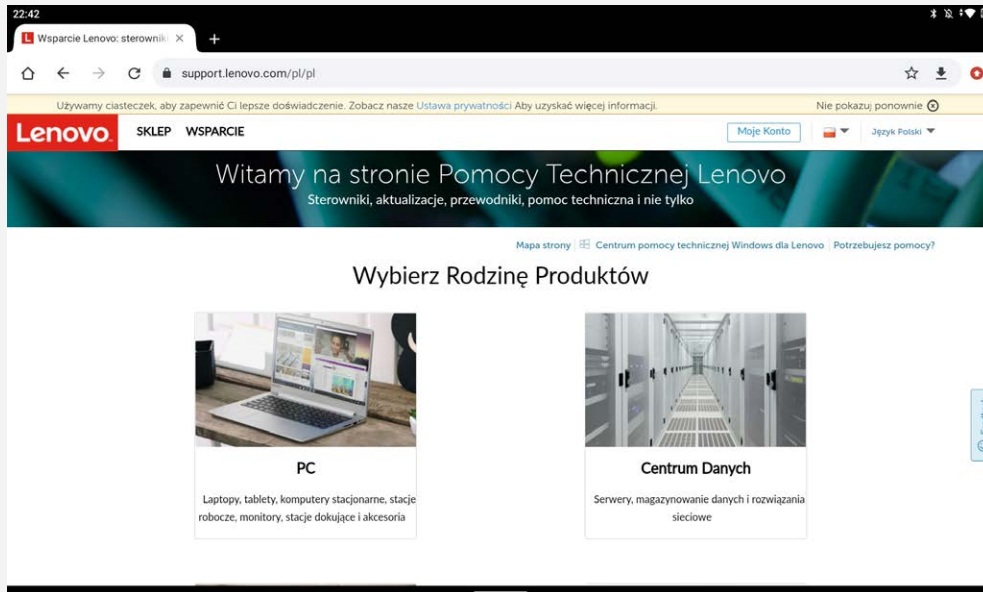 22:42
Wsparcie Lenovo: sterownik
support.lenovo.com/pl/pl
Używamy ciasteczek, aby zapewnić Ci lepsze doświadczenie. Zobacz nasze Ustawa prywatności Aby uzyskać więcej informacji. Nie pokazuj ponownie
Lenovo SKLEP WSPARCIE Moje Konto Język Polski
Witamy na stronie Pomocy Technicznej Lenovo
Sterowniki, aktualizacje, przewodniki, pomoc techniczna i nie tylko
Mapa strony Centrum pomocy technicznej Windows dla Lenovo Potrzebujesz pomocy?
Wybierz Rodzinę Produktów
PC
Laptopy, tablety, komputery stacjonarne, stacje
robocze, monitory, stacje dokujące i akcesoria
Centrum Danych
Serwery, magazynowanie danych i rozwiązania
sieciowe